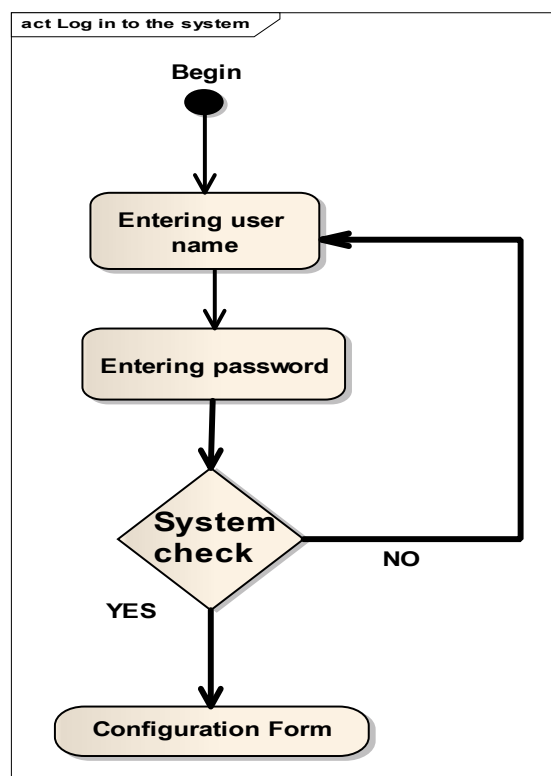 act Log in to the system
Begin
Entering user
name
Entering password
System
check
NO
YES
Configuration Form